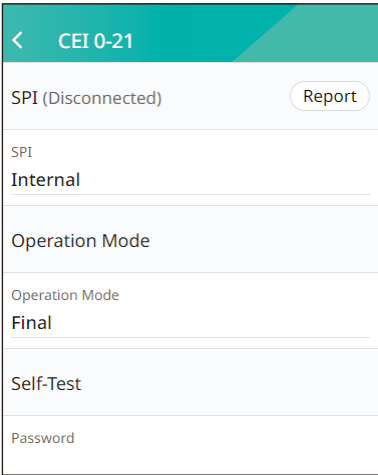 CEI 0-21
SPI (Disconnected)
Report
SPI
Internal
Operation Mode
Operation Mode
Final
Self-Test
Password